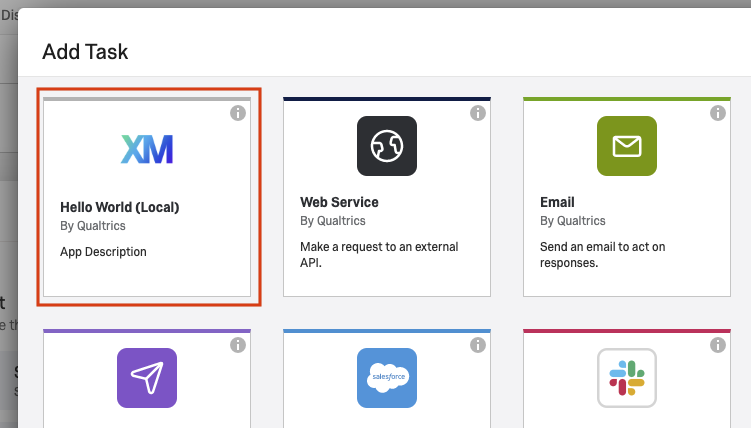 Dis
Add Task
XM
Hello World (Local)
By Qualtrics
App Description
Web Service
By Qualtrics
Make a request to an external
API.
Email
By Qualtrics
Send an email to act on
responses.
t
e th
S
s
salesforce